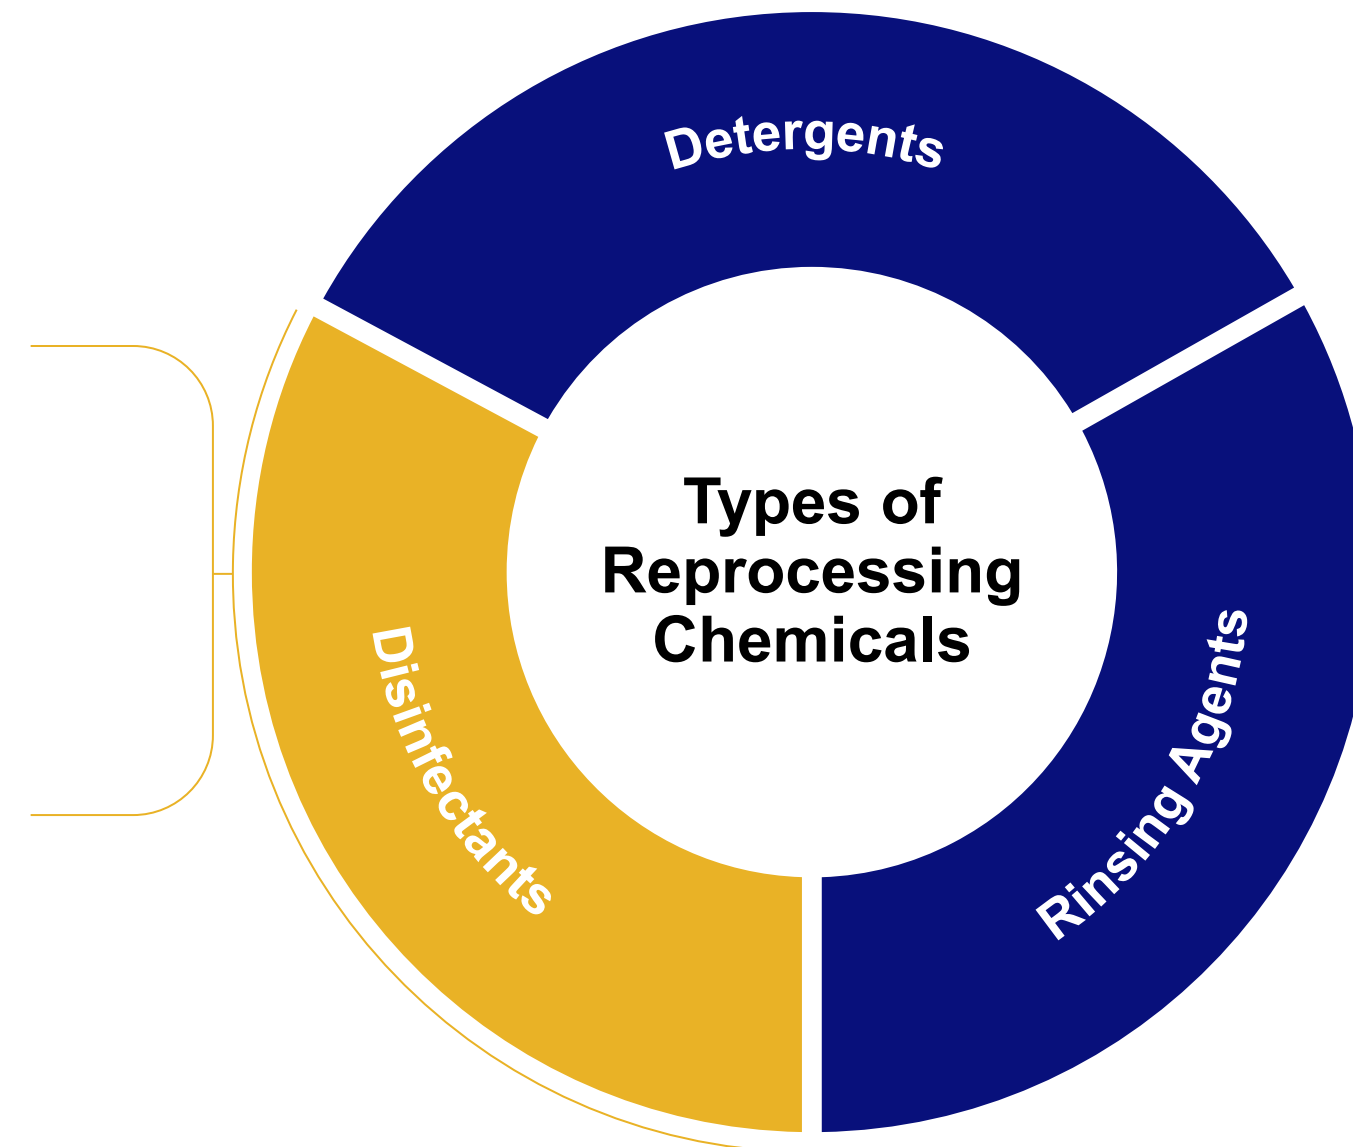 Detergents
Types of
Reprocessing
Chemicals
Disinfectants
Rinsing Agents